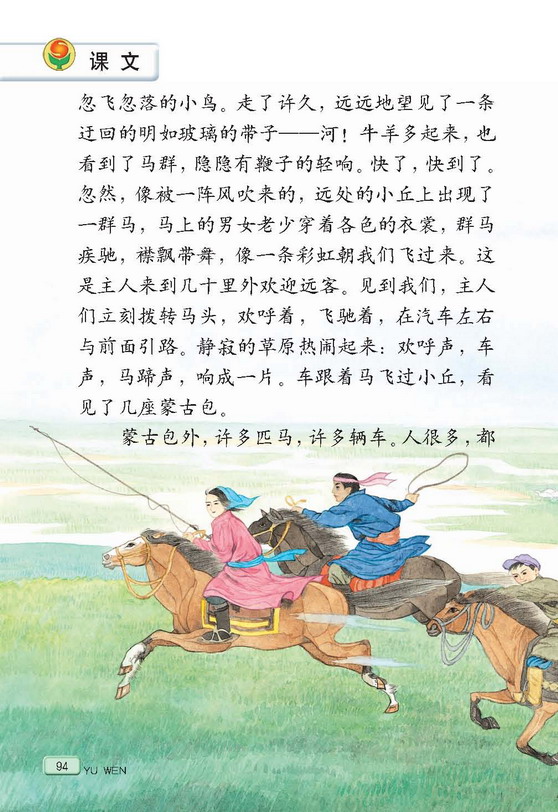 课文
忽飞忽落的小鸟。走了许久，远远地望见了一条
迂回的明如玻璃的带子——河！牛羊多起来，也
看到了马群，隐隐有鞭子的轻响。快了，快到了。
忽然，像被一阵风吹来的，远处的小丘上出现了
一群马，马上的男女老少穿着各色的衣裳，群马
疾驰，襟飘带舞，像一条彩虹朝我们飞过来。这
是主人来到几十里外欢迎远客。见到我们，主人
们立刻拨转马头，欢呼着，飞驰着，在汽车左右
与前面引路。静寂的草原热闹起来：欢呼声，车
声，马蹄声，响成一片。车跟着马飞过小丘，看
见了几座蒙古包。
蒙古包外，许多匹马，许多辆车。人很多，都
94 YU WEN